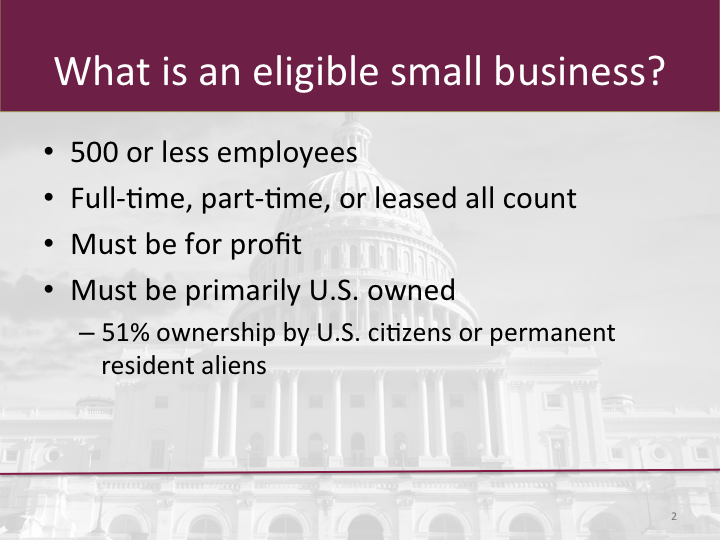 What is an eligible small business?
• 500 or less employees
• Full-time, part-time, or leased all count
• Must be for profit
• Must be primarily U.S. owned
– 51% ownership by U.S. citizens or permanent
resident aliens
2